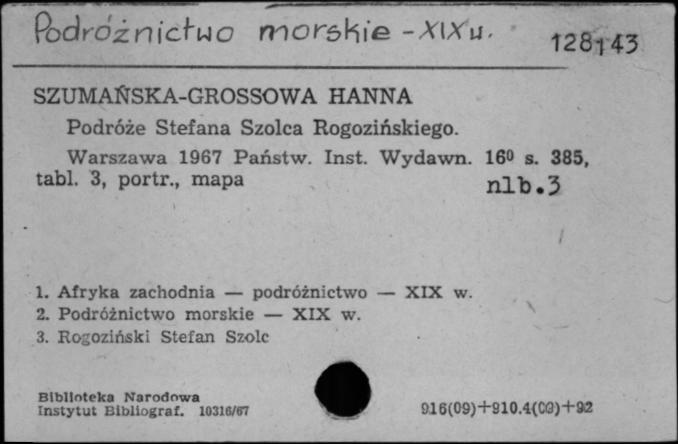 Podróżnictwo morskie - XIX w.
128143
SZUMAŃSKA-GROSSOWA HANNA
Podróże Stefana Szolca Rogozińskiego.
Warszawa 1967 Państw. Inst. Wydawn. 16⁰ s. 385,
tabl. 3, portr., mapa
nlb.3
1. Afryka zachodnia — podróżnictwo — XIX w.
2. Podróżnictwo morskie — XIX w.
3. Rogoziński Stefan Szolc
Biblioteka Narodowa
Instytut Bibliograf. 10316/67
916(09)+910.4(09)+92